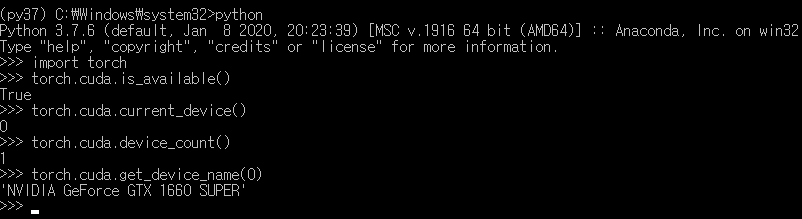 (py37) C:₩Windows₩system32>python
Python 3.7.6 (default, Jan  8 2020, 20:23:39) [MSC v.1916 64 bit (AMD64)] :: Anaconda, Inc. on win32
Type "help", "copyright", "credits" or "license" for more information.
>>> import torch
>>> torch.cuda.is_available()
True
>>> torch.cuda.current_device()
0
>>> torch.cuda.device_count()
1
>>> torch.cuda.get_device_name(0)
'NVIDIA GeForce GTX 1660 SUPER'
>>>